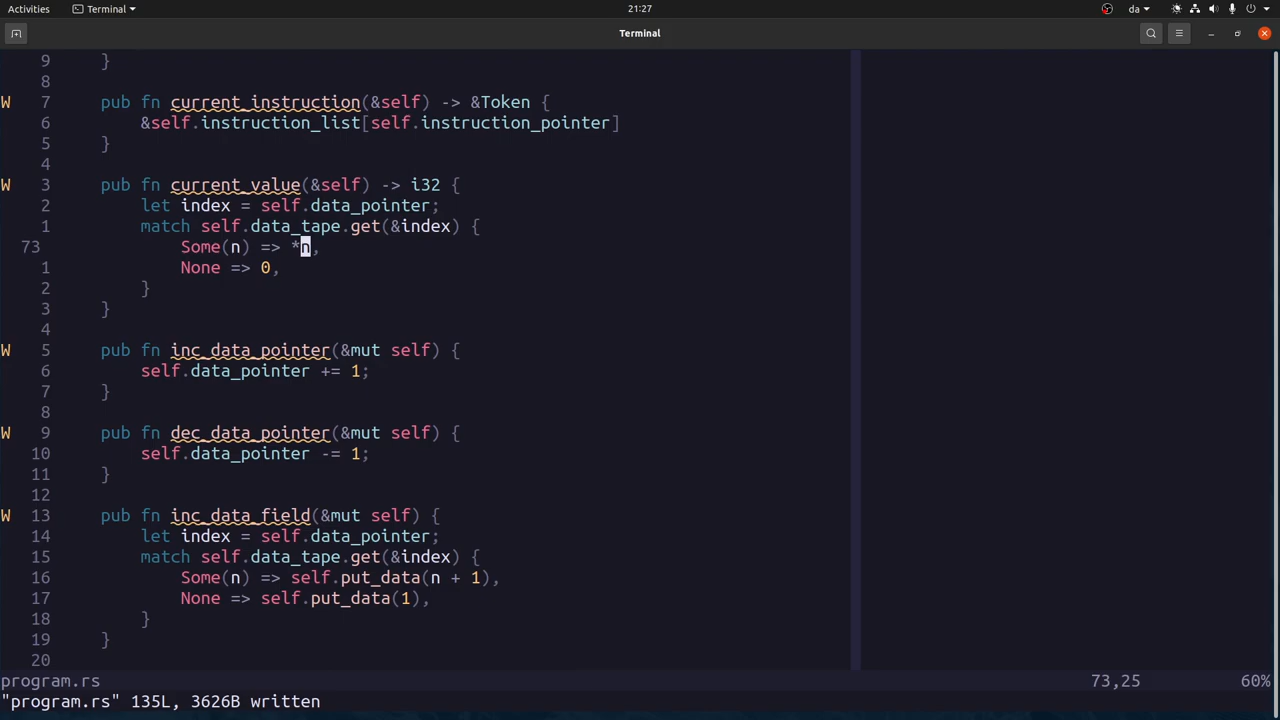 Activities Terminal 21:27 da
Terminal
9 }
8
W 7 pub fn current_instruction(&self) -> &Token {
6 &self.instruction_list[self.instruction_pointer]
5 }
4
W 3 pub fn current_value(&self) -> i32 {
2 let index = self.data_pointer;
1 match self.data_tape.get(&index) {
73 Some(n) => *n,
1 None => 0,
2 }
3 }
4
W 5 pub fn inc_data_pointer(&mut self) {
6 self.data_pointer += 1;
7 }
8
W 9 pub fn dec_data_pointer(&mut self) {
10 self.data_pointer -= 1;
11 }
12
W 13 pub fn inc_data_field(&mut self) {
14 let index = self.data_pointer;
15 match self.data_tape.get(&index) {
16 Some(n) => self.put_data(n + 1),
17 None => self.put_data(1),
18 }
19 }
20
program.rs 73,25 60%
"program.rs" 135L, 3626B written